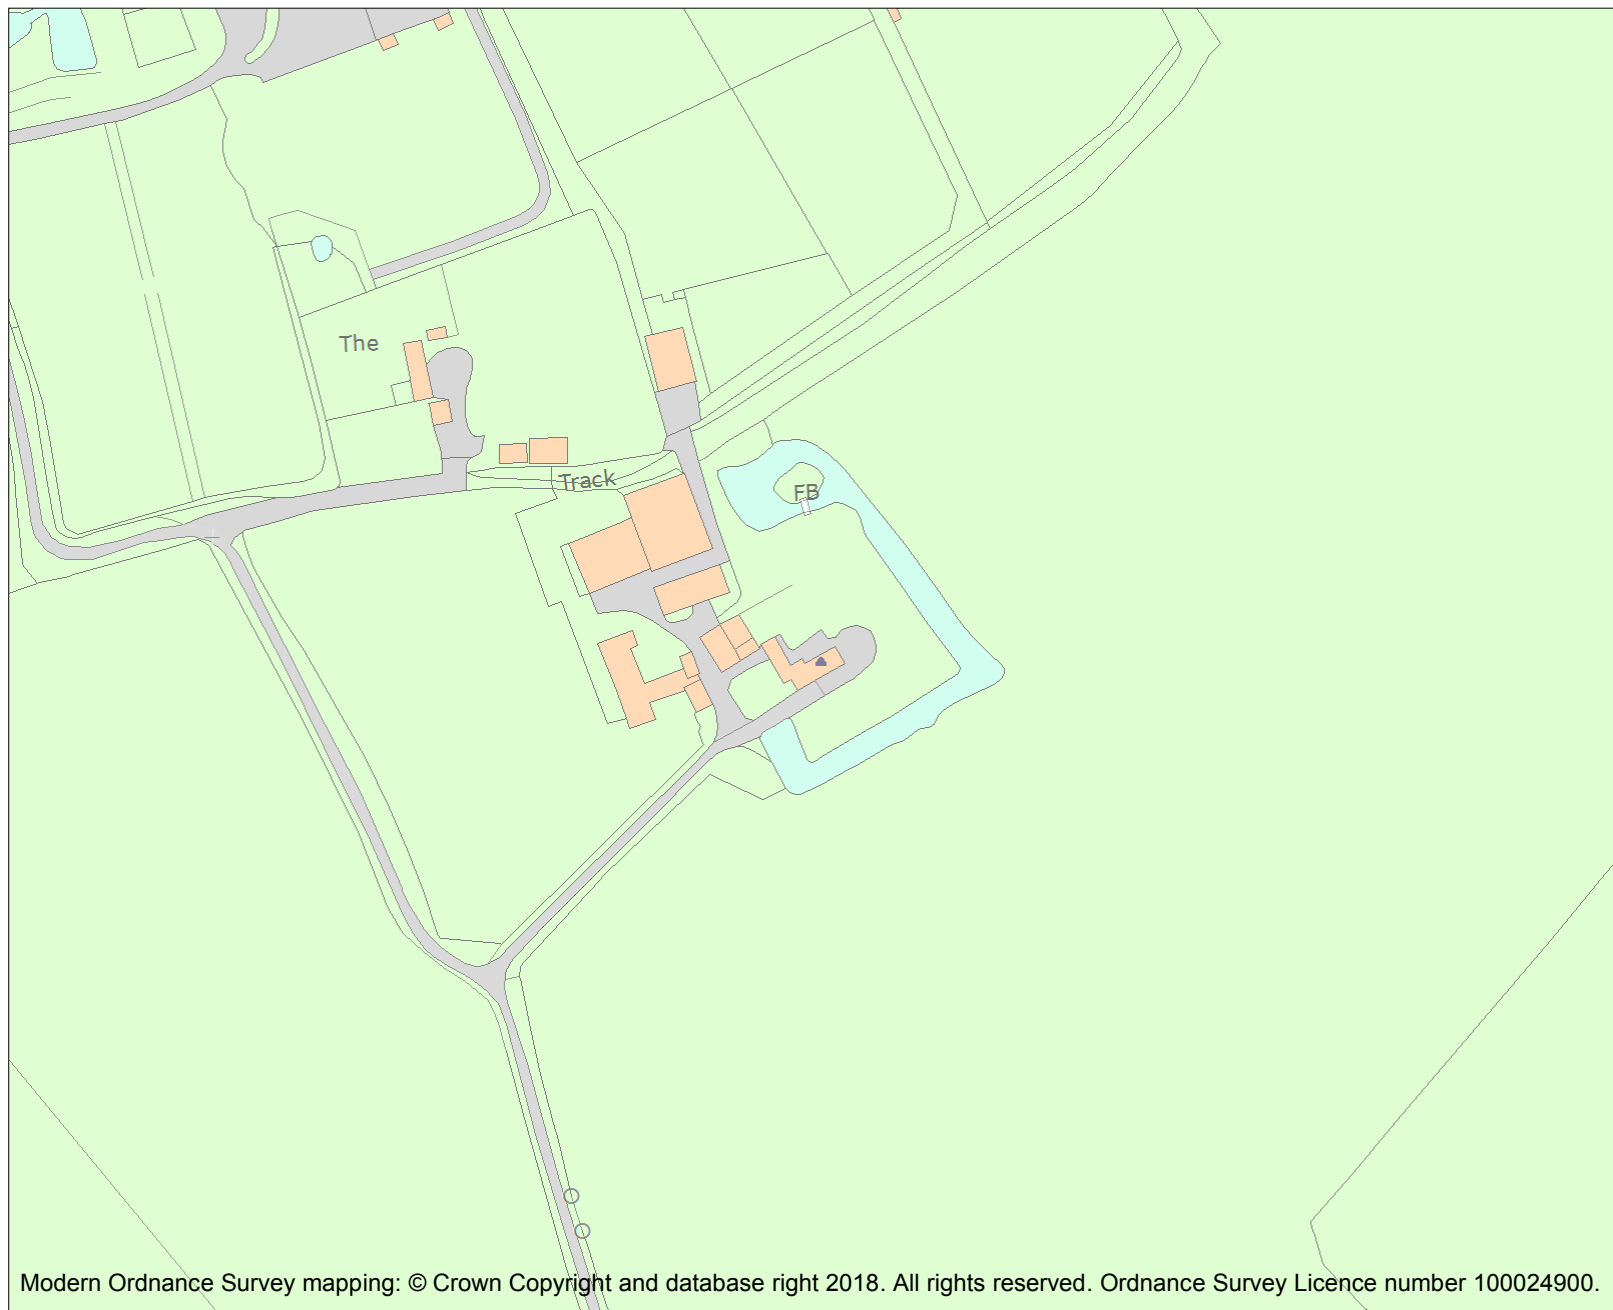 The
Track
FB
Modern Ordnance Survey mapping: © Crown Copyright and database right 2018. All rights reserved. Ordnance Survey Licence number 100024900.